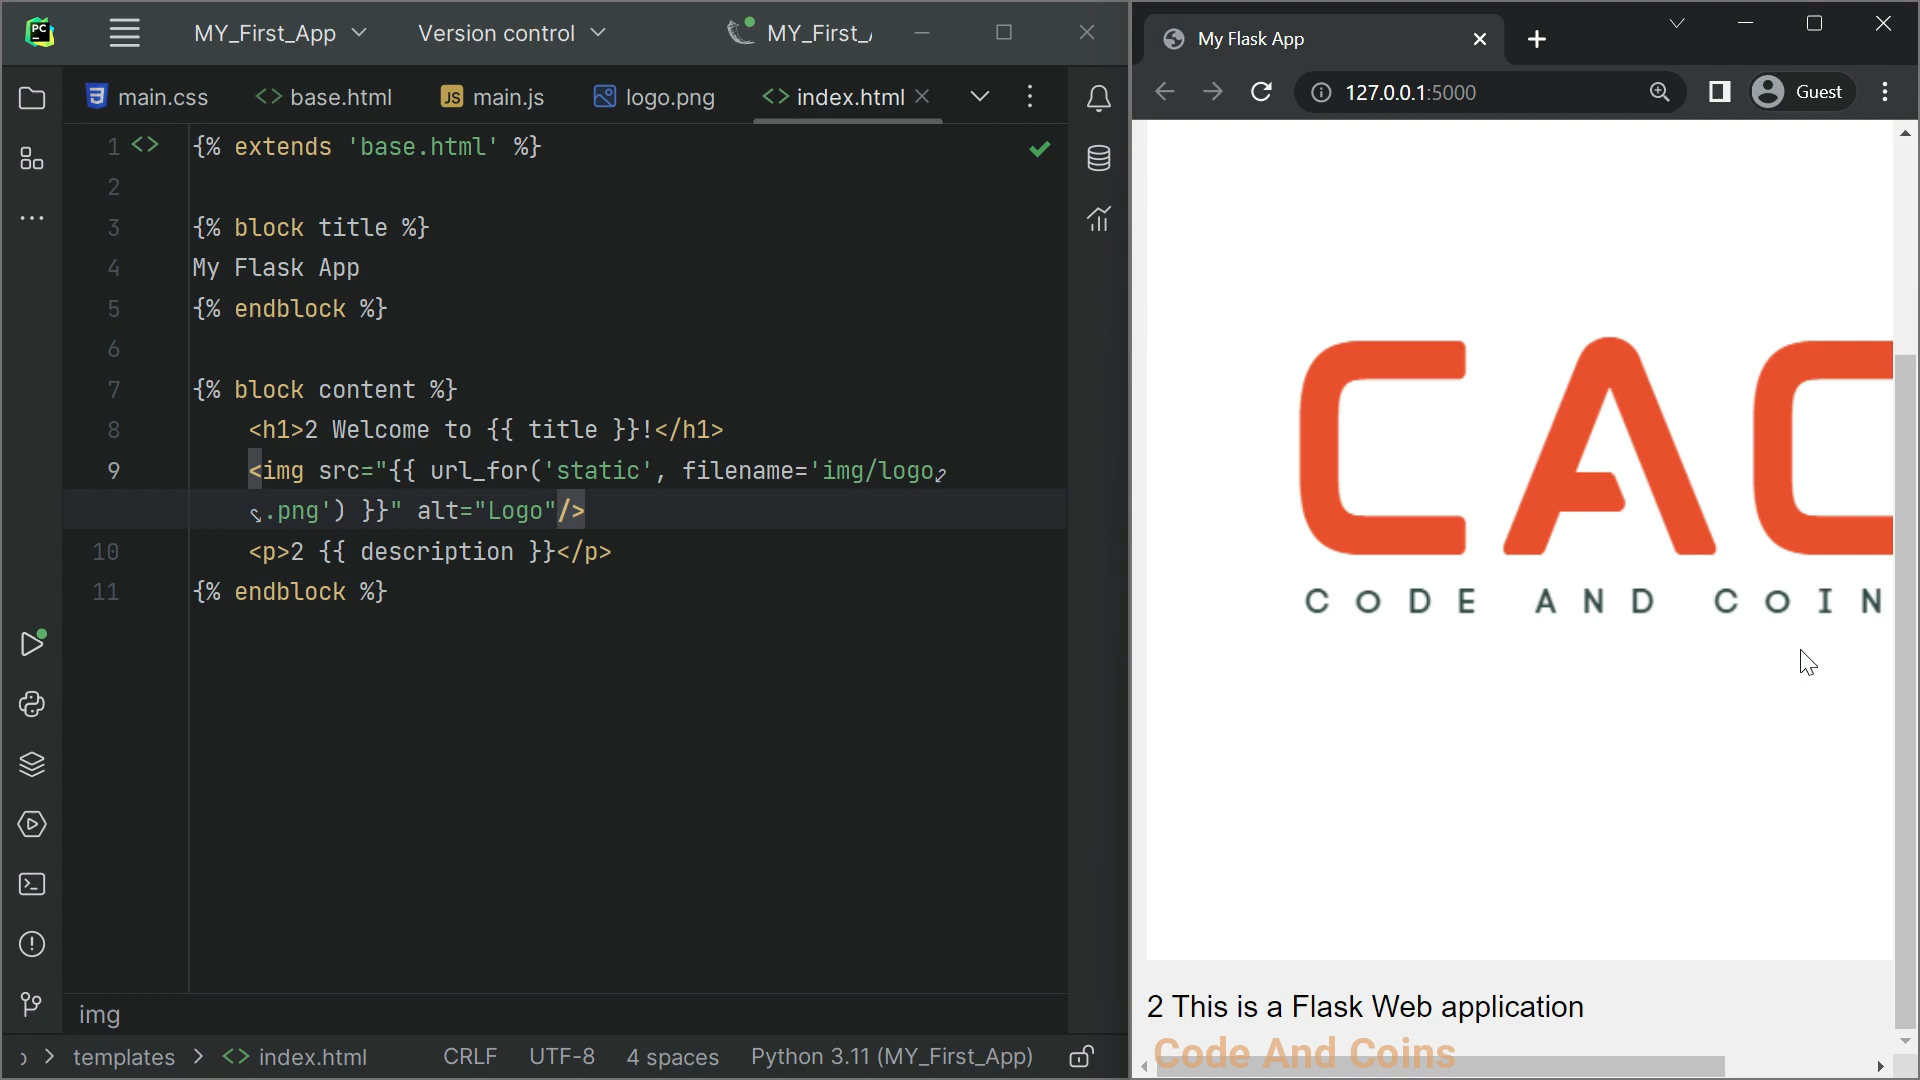 PC MY_First_App Version control MY_First_
main.css base.html JS main.js logo.png index.html
1 {% extends 'base.html' %}
2
3 {% block title %}
4 My Flask App
5 {% endblock %}
6
7 {% block content %}
8 <h1>2 Welcome to {{ title }}!</h1>
9 <img src="{{ url_for('static', filename='img/logo
.png') }}" alt="Logo"/>
10 <p>2 {{ description }}</p>
11 {% endblock %}
img
templates > <> index.html CRLF UTF-8 4 spaces Python 3.11 (MY_First_App)
My Flask App
127.0.0.1:5000 Guest
CAC
CODE AND COIN
2 This is a Flask Web application
Code And Coins